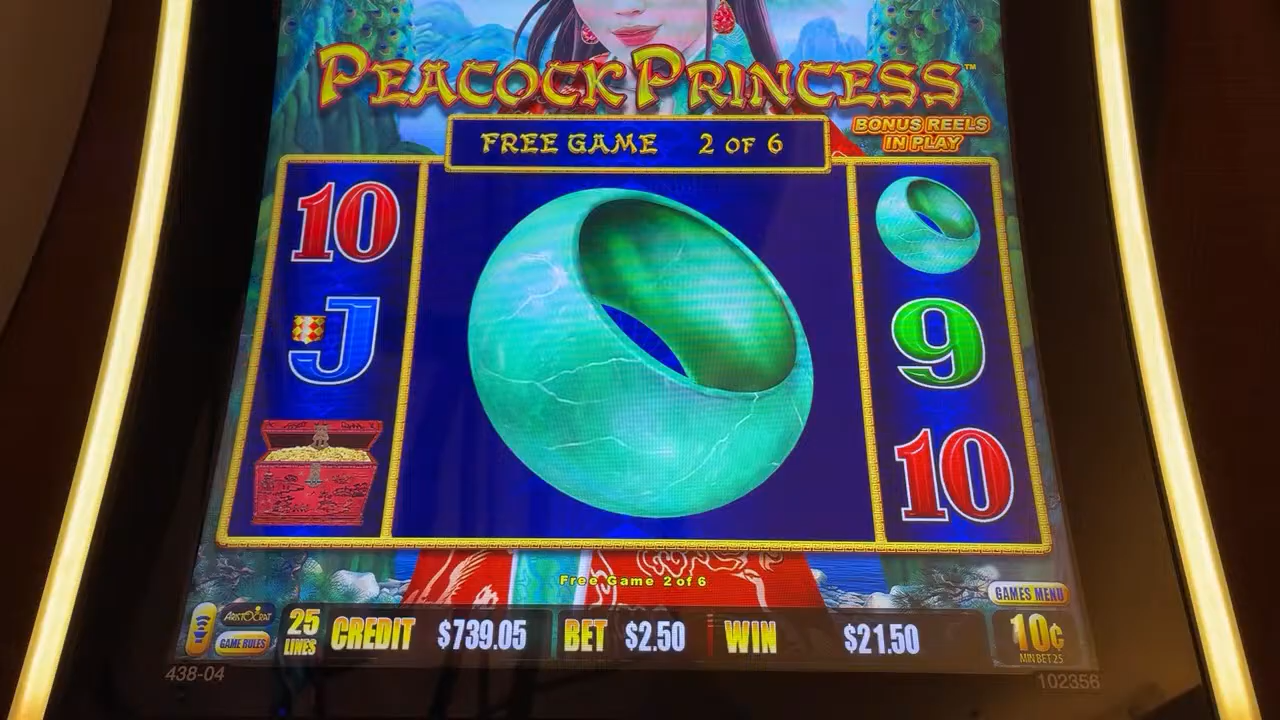 PEACOCK PRINCESS™
BONUS REELS
IN PLAY
FREE GAME 2 OF 6
10
J
9
10
Free Game 2 of 6
GAMES MENU
ARISTOCRAT
GAME RULES
25
LINES
CREDIT $739.05
BET $2.50
WIN $21.50
10¢
MIN BET 25
438-04
102356